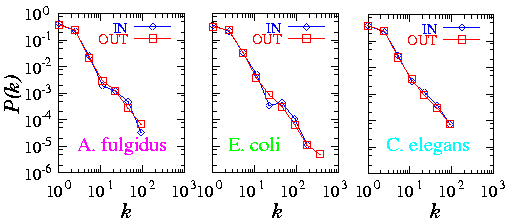 10^0
10^-1
10^-2
10^-3
10^-4
10^-5
10^-6
P(k)
IN
OUT
A. fulgidus
10^0 10^1 10^2 10^3
k
IN
OUT
E. coli
10^0 10^1 10^2 10^3
k
IN
OUT
C. elegans
10^0 10^1 10^2 10^3
k